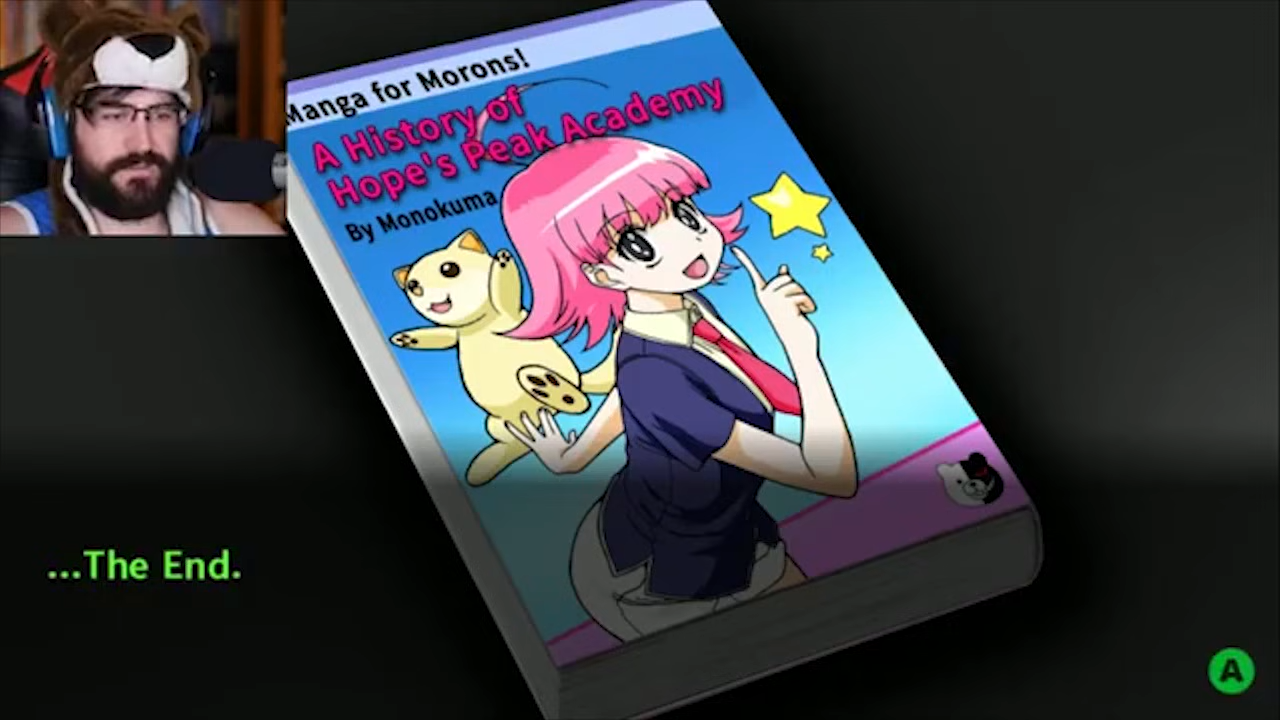 Manga for Morons!
A History of
Hope's Peak Academy
By Monokuma
...The End.
A